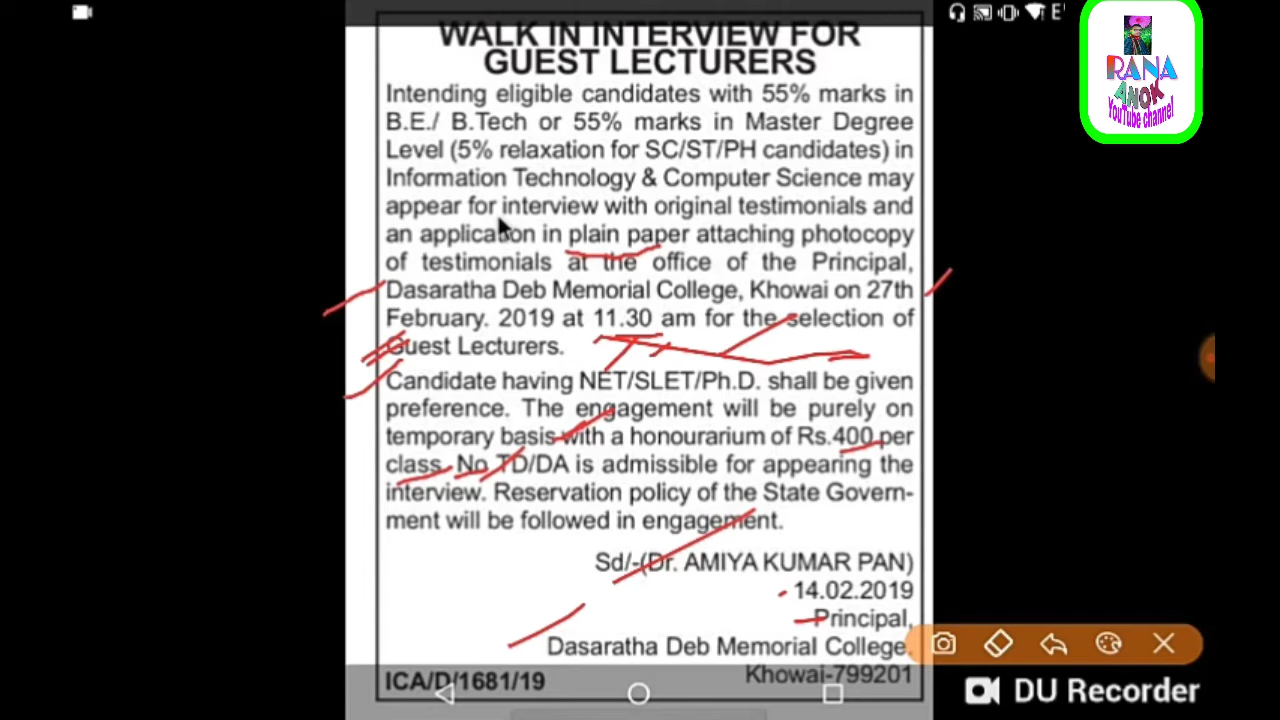 WALK IN INTERVIEW FOR
GUEST LECTURERS
Intending eligible candidates with 55% marks in
B.E./ B.Tech or 55% marks in Master Degree
Level (5% relaxation for SC/ST/PH candidates) in
Information Technology & Computer Science may
appear for interview with original testimonials and
an application in plain paper attaching photocopy
of testimonials at the office of the Principal,
Dasaratha Deb Memorial College, Khowai on 27th
February. 2019 at 11.30 am for the selection of
Guest Lecturers.
Candidate having NET/SLET/Ph.D. shall be given
preference. The engagement will be purely on
temporary basis with a honourarium of Rs.400 per
class. No TD/DA is admissible for appearing the
interview. Reservation policy of the State Govern-
ment will be followed in engagement.
Sd/-(Dr. AMIYA KUMAR PAN)
14.02.2019
Principal,
Dasaratha Deb Memorial College,
Khowai-799201
ICA/D/1681/19
E
RANA
ANOK
YouTube channel
DU Recorder